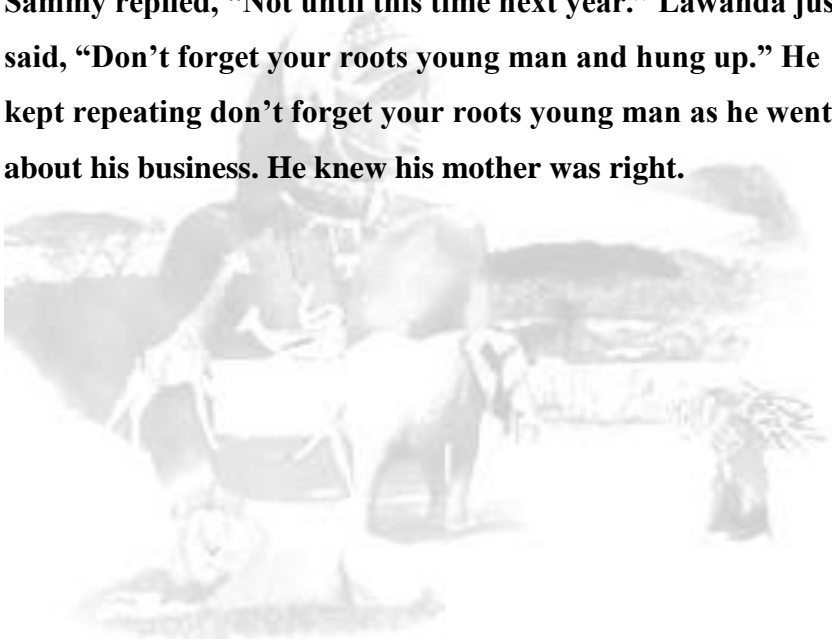 Sammy replied, “Not until this time next year.” Lawanda jus
said, “Don’t forget your roots young man and hung up.” He
kept repeating don’t forget your roots young man as he went
about his business. He knew his mother was right.